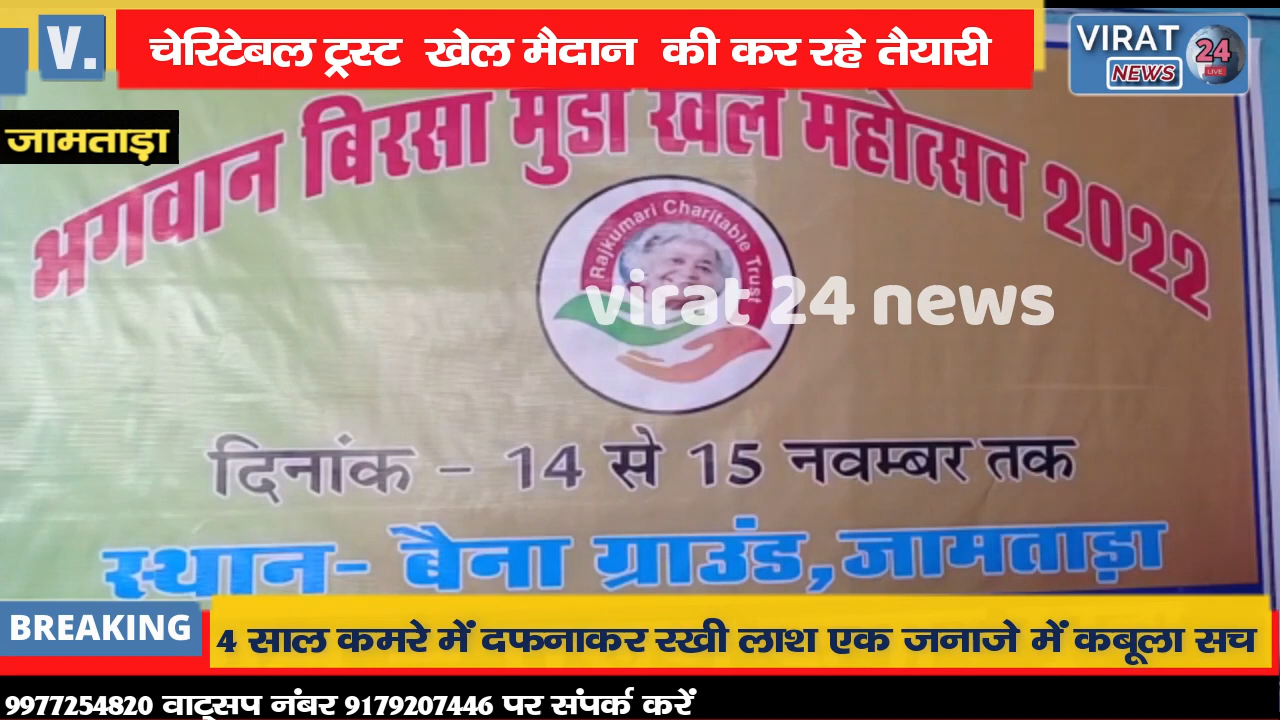 V.
चेरिटेबल ट्रस्ट खेल मैदान की कर रहे तैयारी
VIRAT
24
NEWS
LIVE
जामताड़ा
भगवान बिरसा मुंडा खेल महोत्सव 2022
Rajkumari Charitable Trust
virat 24 news
दिनांक – 14 से 15 नवम्बर तक
स्थान- बैना ग्राउंड, जामताड़ा
BREAKING
4 साल कमरे में दफनाकर रखी लाश एक जनाजे में कबूला सच
9977254820 वाट्सप नंबर 9179207446 पर संपर्क करें